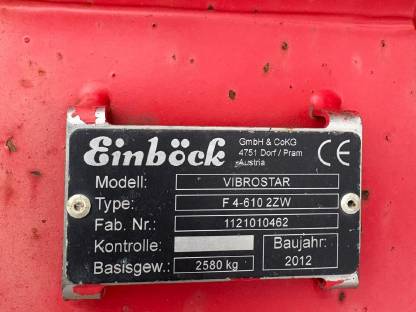 Einböck
GmbH & CoKG
4751 Dorf / Pram
Austria
CE
Modell: VIBROSTAR
Type: F 4-610 2ZW
Fab. Nr.: 1121010462
Kontrolle:
Baujahr:
2012
Basisgew.: 2580 kg